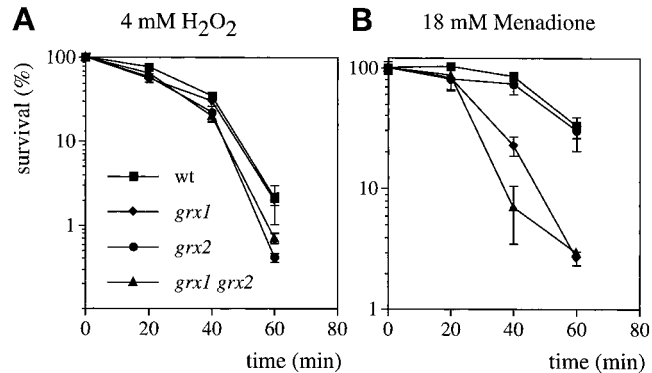 A
4 mM H2O2
B
18 mM Menadione
survival (%)
100
10
1
wt
grx1
grx2
grx1 grx2
0 20 40 60 80
time (min)
100
10
1
0 20 40 60 80
time (min)